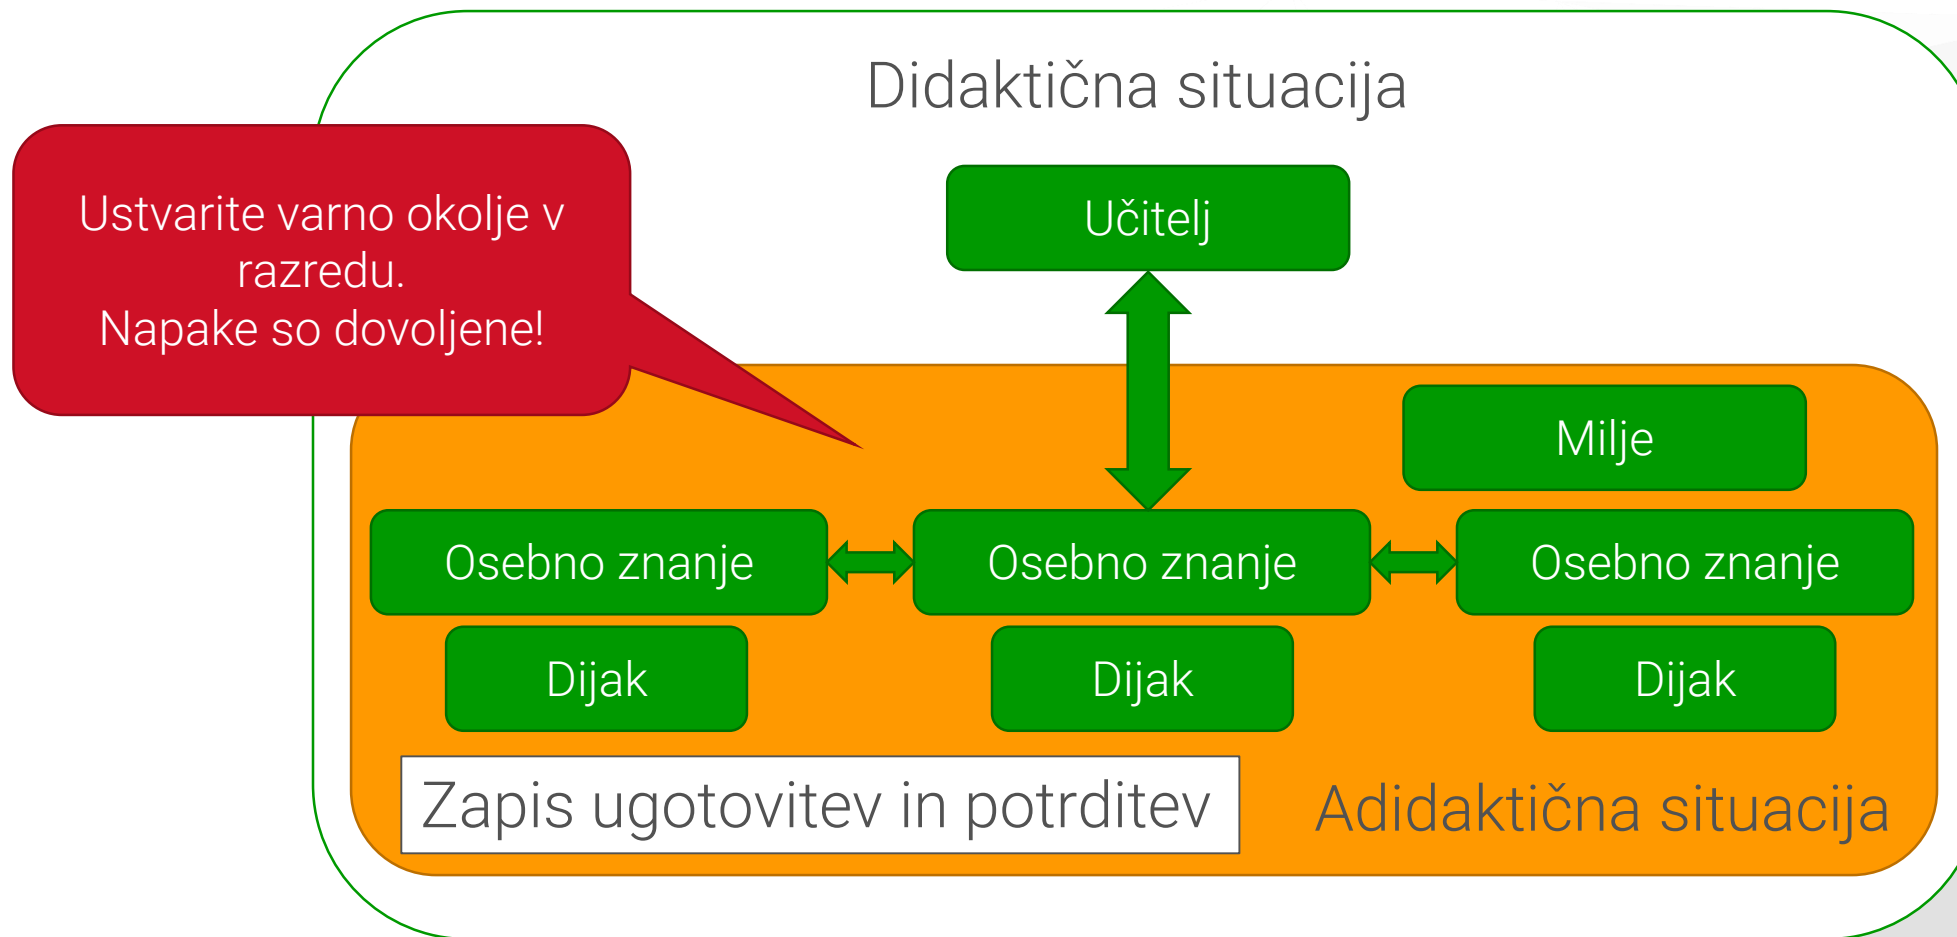 Didaktična situacija
Ustvarite varno okolje v
razredu.
Napake so dovoljene!
Učitelj
Milje
Osebno znanje
Osebno znanje
Osebno znanje
Dijak
Dijak
Dijak
Zapis ugotovitev in potrditev
Adidaktična situacija